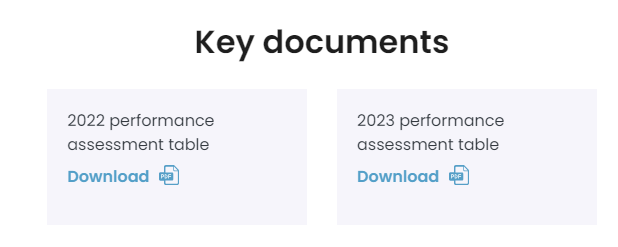 Key documents
2022 performance
assessment table
Download PDF
2023 performance
assessment table
Download PDF